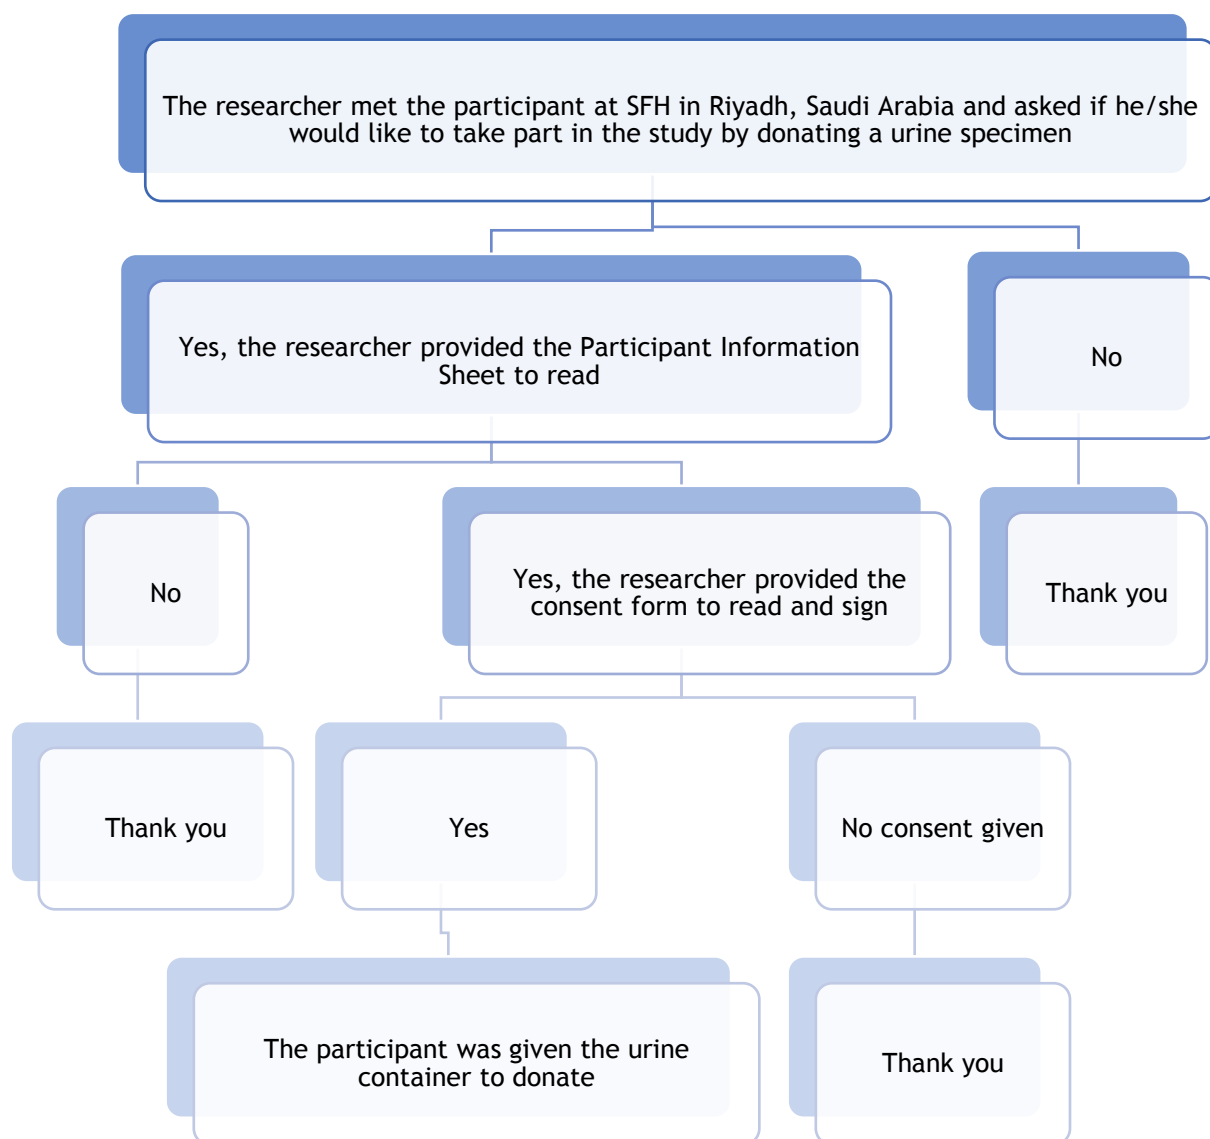 The researcher met the participant at SFH in Riyadh, Saudi Arabia and asked if he/she
would like to take part in the study by donating a urine specimen
Yes, the researcher provided the Participant Information
Sheet to read
No
No
Yes, the researcher provided the
consent form to read and sign
Thank you
Thank you
Yes
No consent given
The participant was given the urine
container to donate
Thank you